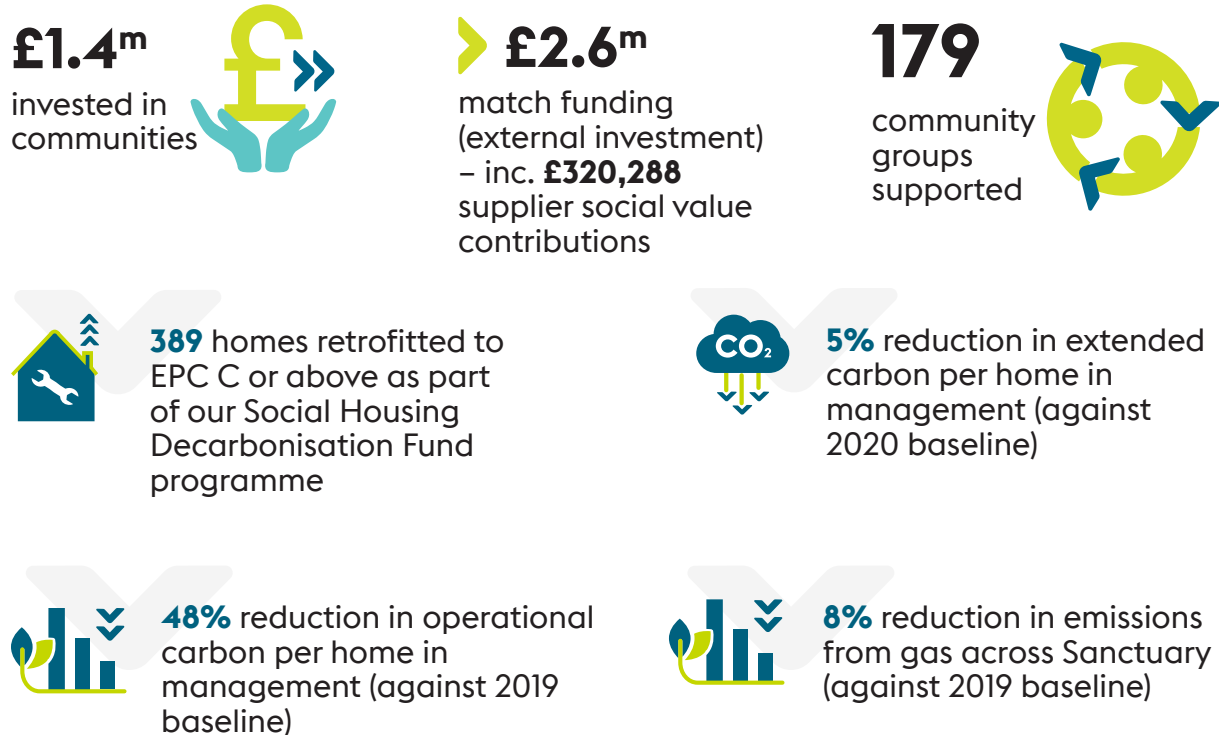 £1.4m
invested in
communities
£2.6m
match funding
(external investment)
– inc. £320,288
supplier social value
contributions
179
community
groups
supported
389 homes retrofitted to
EPC C or above as part
of our Social Housing
Decarbonisation Fund
programme
CO₂
5% reduction in extended
carbon per home in
management (against
2020 baseline)
48% reduction in operational
carbon per home in
management (against 2019
baseline)
8% reduction in emissions
from gas across Sanctuary
(against 2019 baseline)